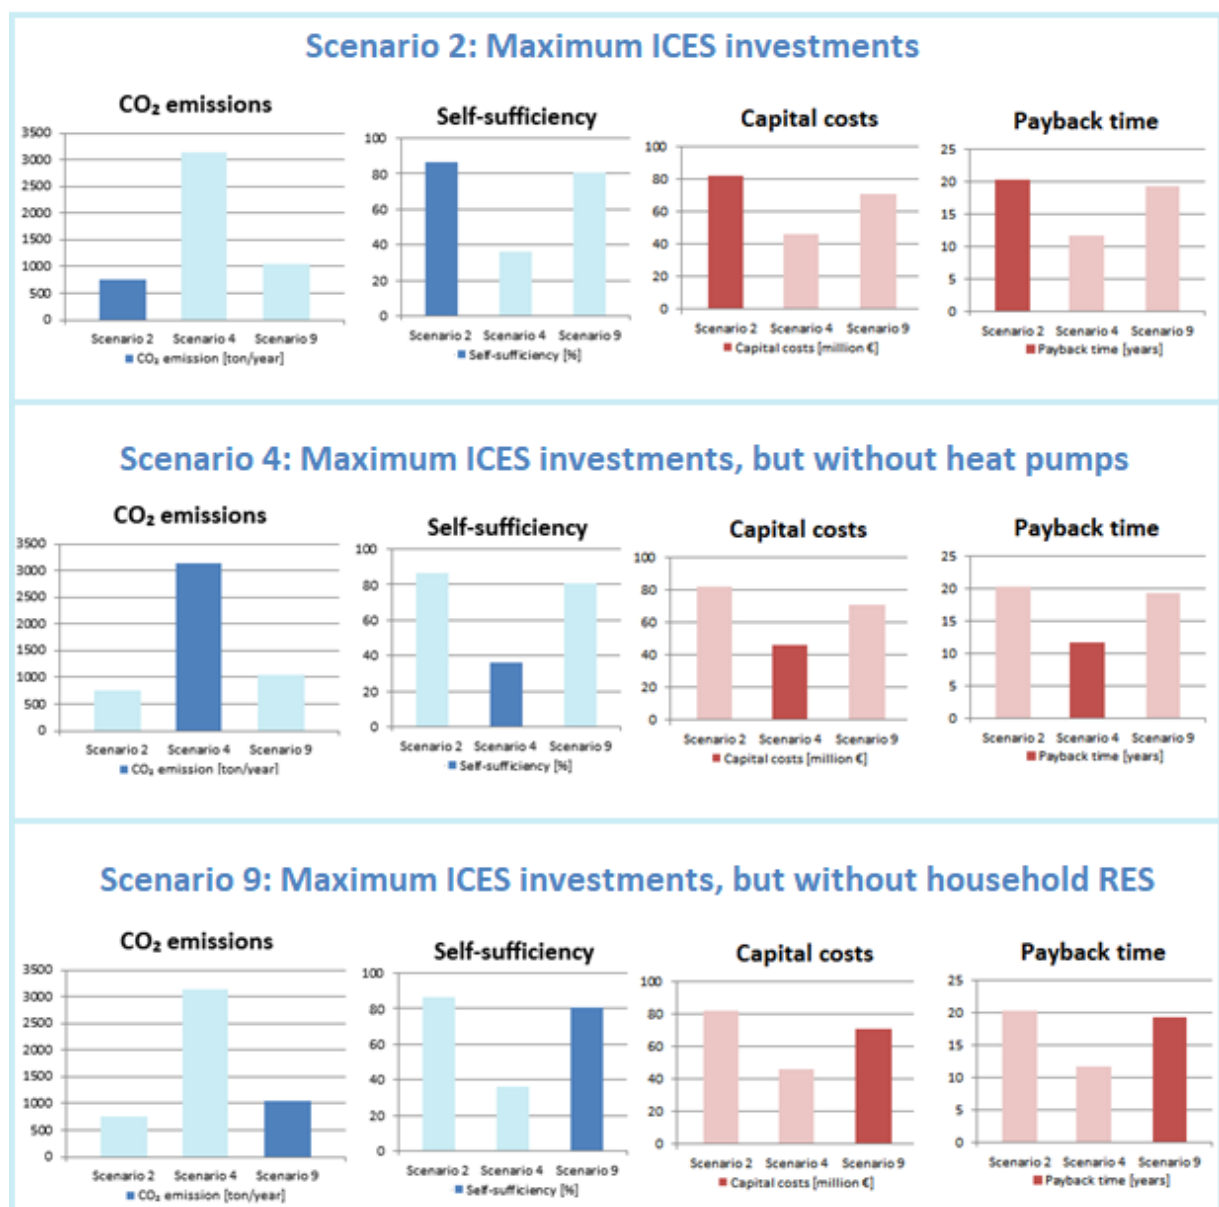 Scenario 2: Maximum ICES investments
CO₂ emissions
3500
3000
2500
2000
1500
1000
500
0
Scenario 2 Scenario 4 Scenario 9
CO₂ emission [ton/year]
Self-sufficiency
100
80
60
40
20
0
Scenario 2 Scenario 4 Scenario 9
Self-sufficiency [%]
Capital costs
100
80
60
40
20
0
Scenario 2 Scenario 4 Scenario 9
Capital costs [million €]
Payback time
25
20
15
10
5
0
Scenario 2 Scenario 4 Scenario 9
Payback time [years]
Scenario 4: Maximum ICES investments, but without heat pumps
CO₂ emissions
3500
3000
2500
2000
1500
1000
500
0
Scenario 2 Scenario 4 Scenario 9
CO₂ emission [ton/year]
Self-sufficiency
100
80
60
40
20
0
Scenario 2 Scenario 4 Scenario 9
Self-sufficiency [%]
Capital costs
100
80
60
40
20
0
Scenario 2 Scenario 4 Scenario 9
Capital costs [million €]
Payback time
25
20
15
10
5
0
Scenario 2 Scenario 4 Scenario 9
Payback time [years]
Scenario 9: Maximum ICES investments, but without household RES
CO₂ emissions
3500
3000
2500
2000
1500
1000
500
0
Scenario 2 Scenario 4 Scenario 9
CO₂ emission [ton/year]
Self-sufficiency
100
80
60
40
20
0
Scenario 2 Scenario 4 Scenario 9
Self-sufficiency [%]
Capital costs
100
80
60
40
20
0
Scenario 2 Scenario 4 Scenario 9
Capital costs [million €]
Payback time
25
20
15
10
5
0
Scenario 2 Scenario 4 Scenario 9
Payback time [years]